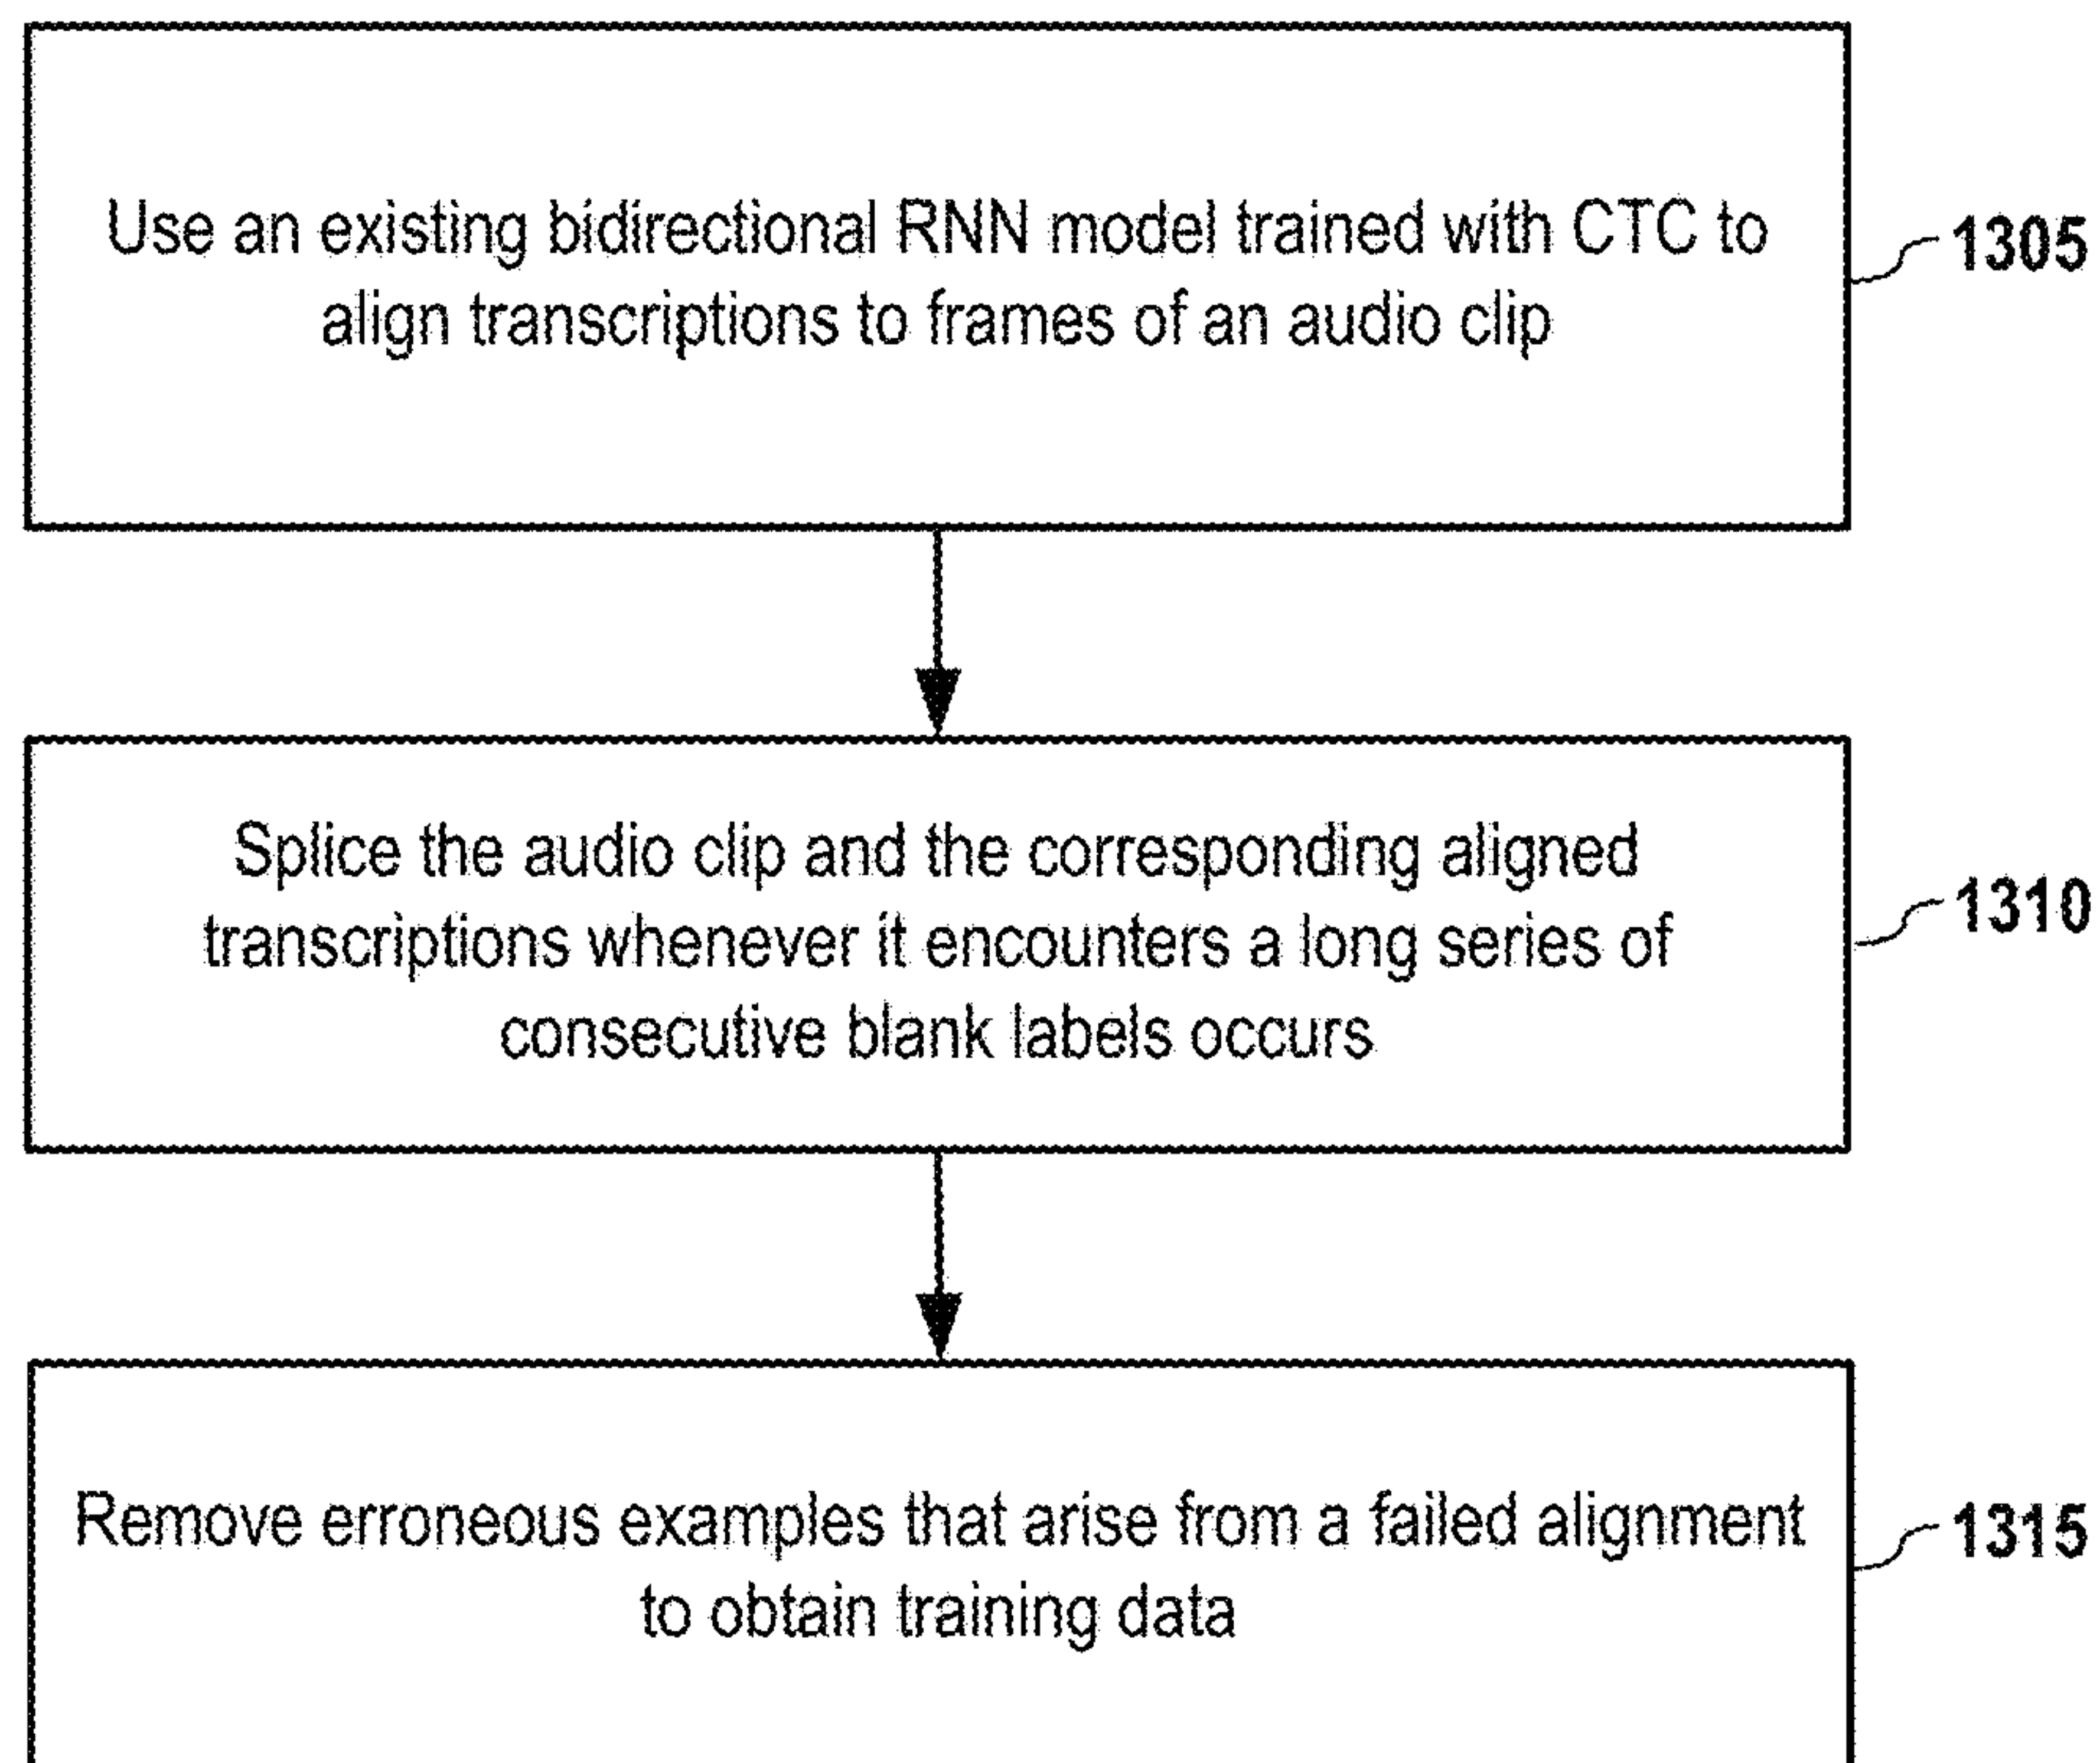 Use an existing bidirectional RNN model trained with CTC to
align transcriptions to frames of an audio clip
1305
Splice the audio clip and the corresponding aligned
transcriptions whenever it encounters a long series of
consecutive blank labels occurs
1310
Remove erroneous examples that arise from a failed alignment
to obtain training data
1315